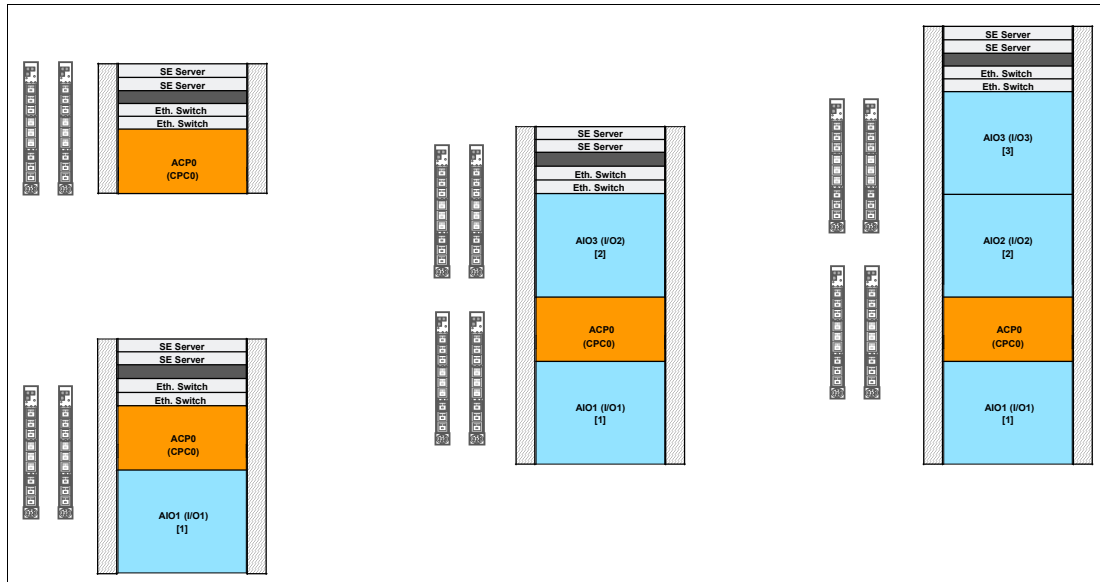 SE Server
SE Server
Eth. Switch
Eth. Switch
ACP0
(CPC0)
SE Server
SE Server
Eth. Switch
Eth. Switch
ACP0
(CPC0)
AIO1 (I/O1)
[1]
SE Server
SE Server
Eth. Switch
Eth. Switch
AIO3 (I/O2)
[2]
ACP0
(CPC0)
AIO1 (I/O1)
[1]
SE Server
SE Server
Eth. Switch
Eth. Switch
AIO3 (I/O3)
[3]
AIO2 (I/O2)
[2]
ACP0
(CPC0)
AIO1 (I/O1)
[1]